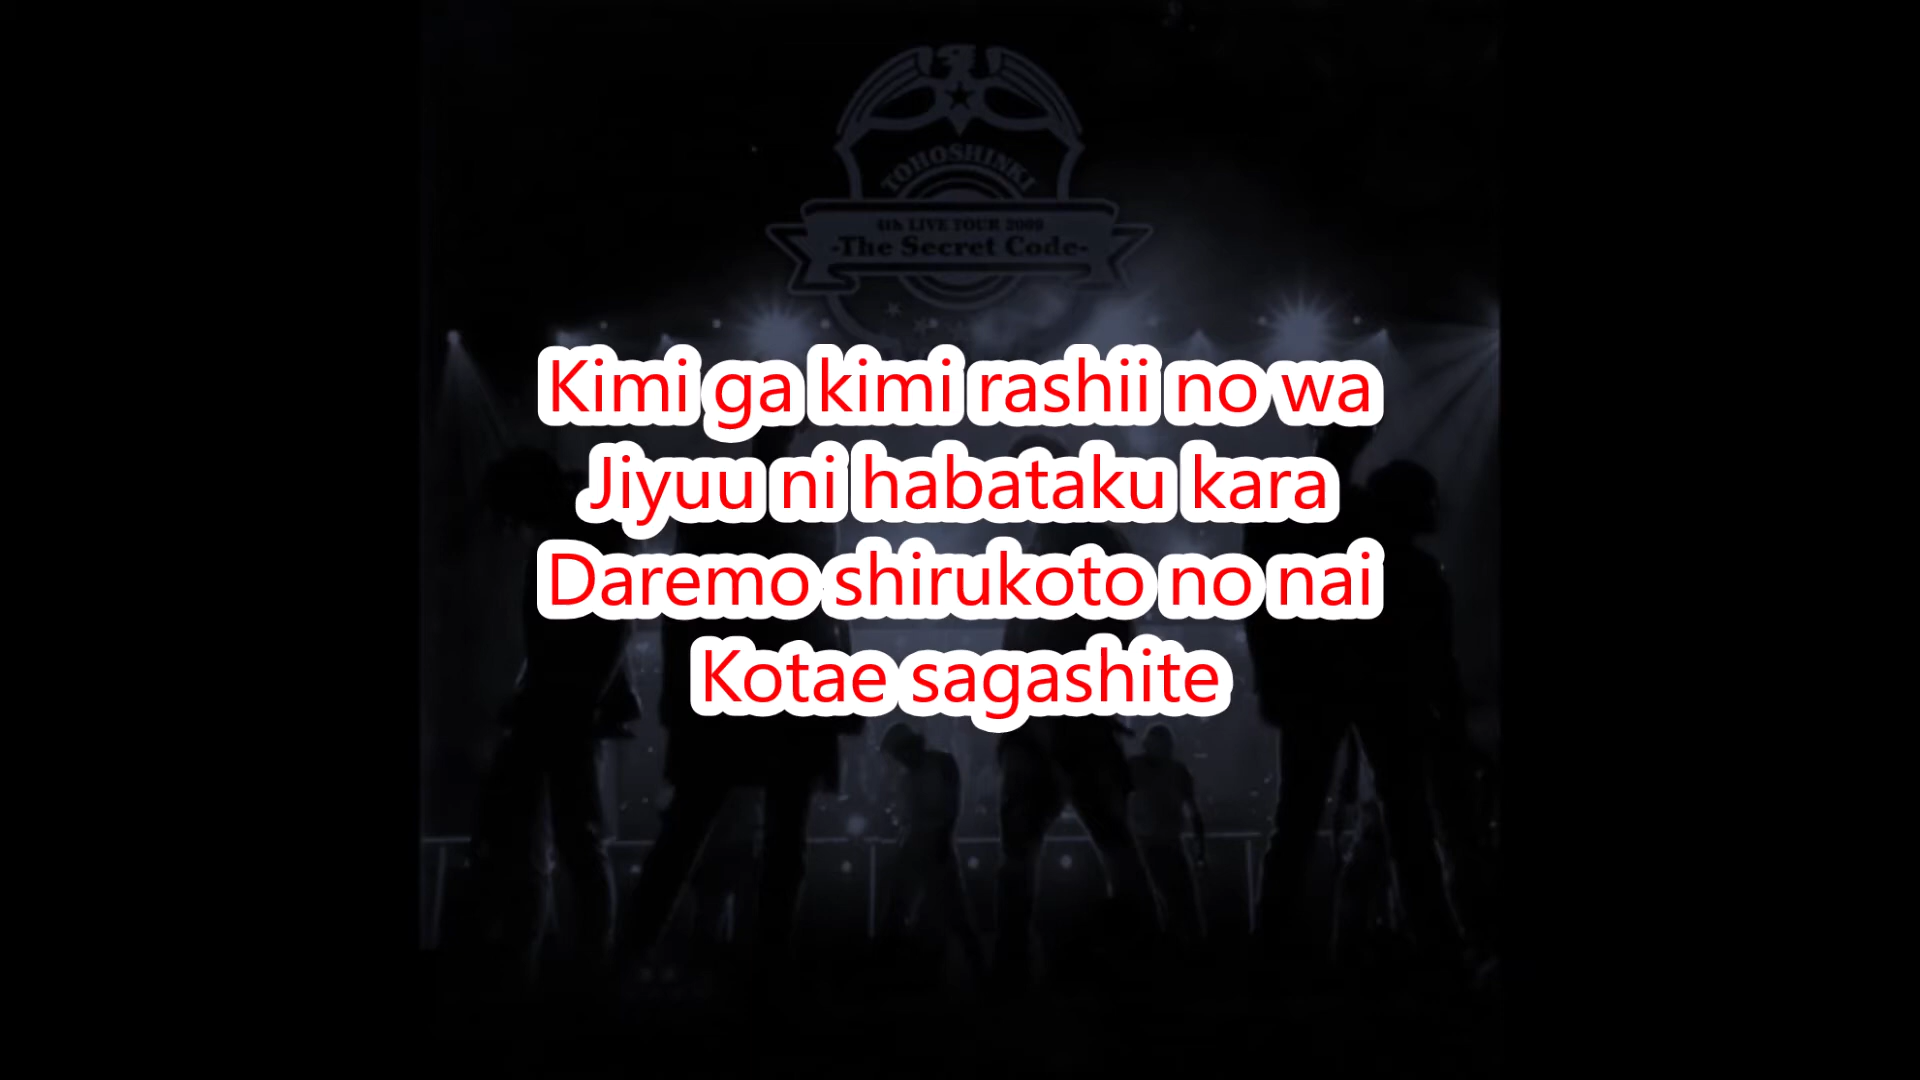 TOHOSHINKI
4th LIVE TOUR 2009
-The Secret Code-
Kimi ga kimi rashii no wa
Jiyuu ni habataku kara
Daremo shirukoto no nai
Kotae sagashite